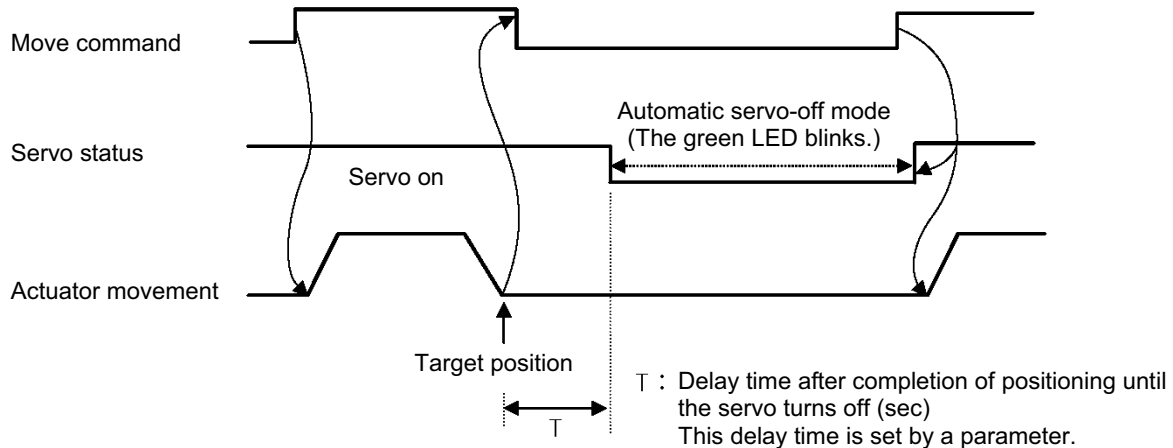 Move command
Automatic servo-off mode
(The green LED blinks.)
Servo status
Servo on
Actuator movement
Target position
T : Delay time after completion of positioning until
the servo turns off (sec)
This delay time is set by a parameter.
T